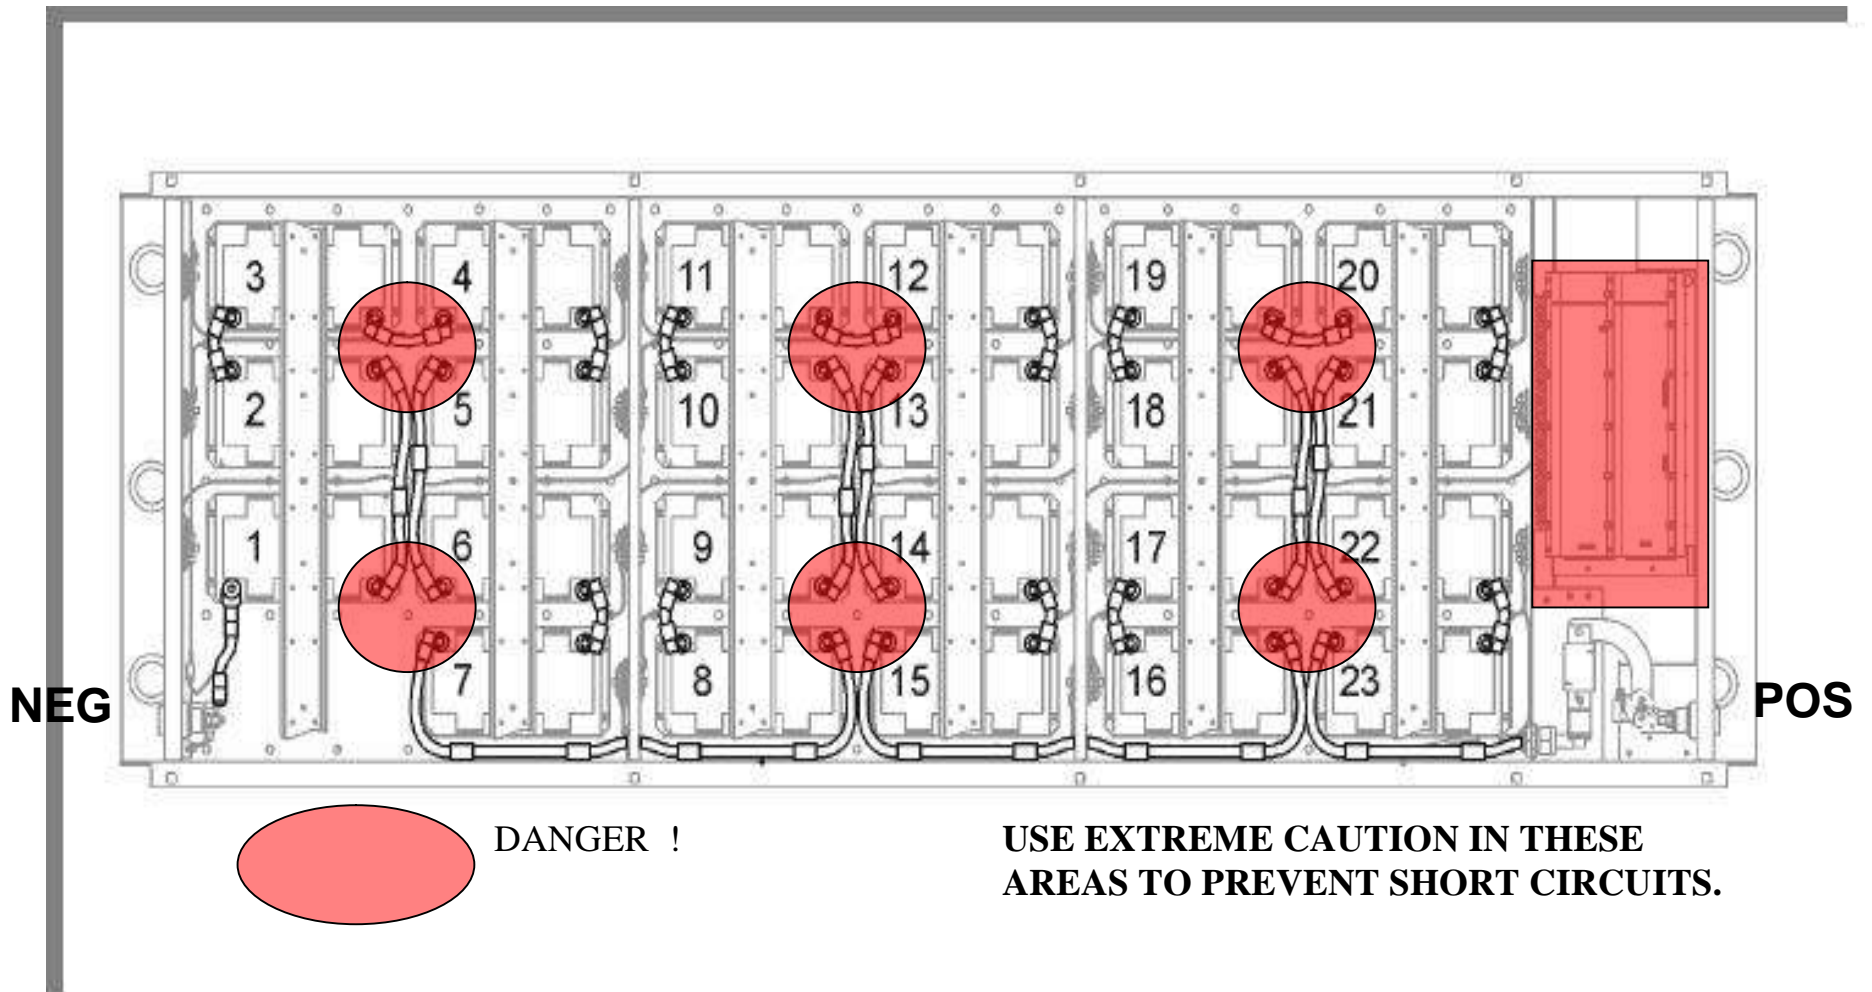 3 4 11 12 19 20
2 5 10 13 18 21
1 6 9 14 17 22
7 8 15 16 23
NEG POS
DANGER !
USE EXTREME CAUTION IN THESE
AREAS TO PREVENT SHORT CIRCUITS.